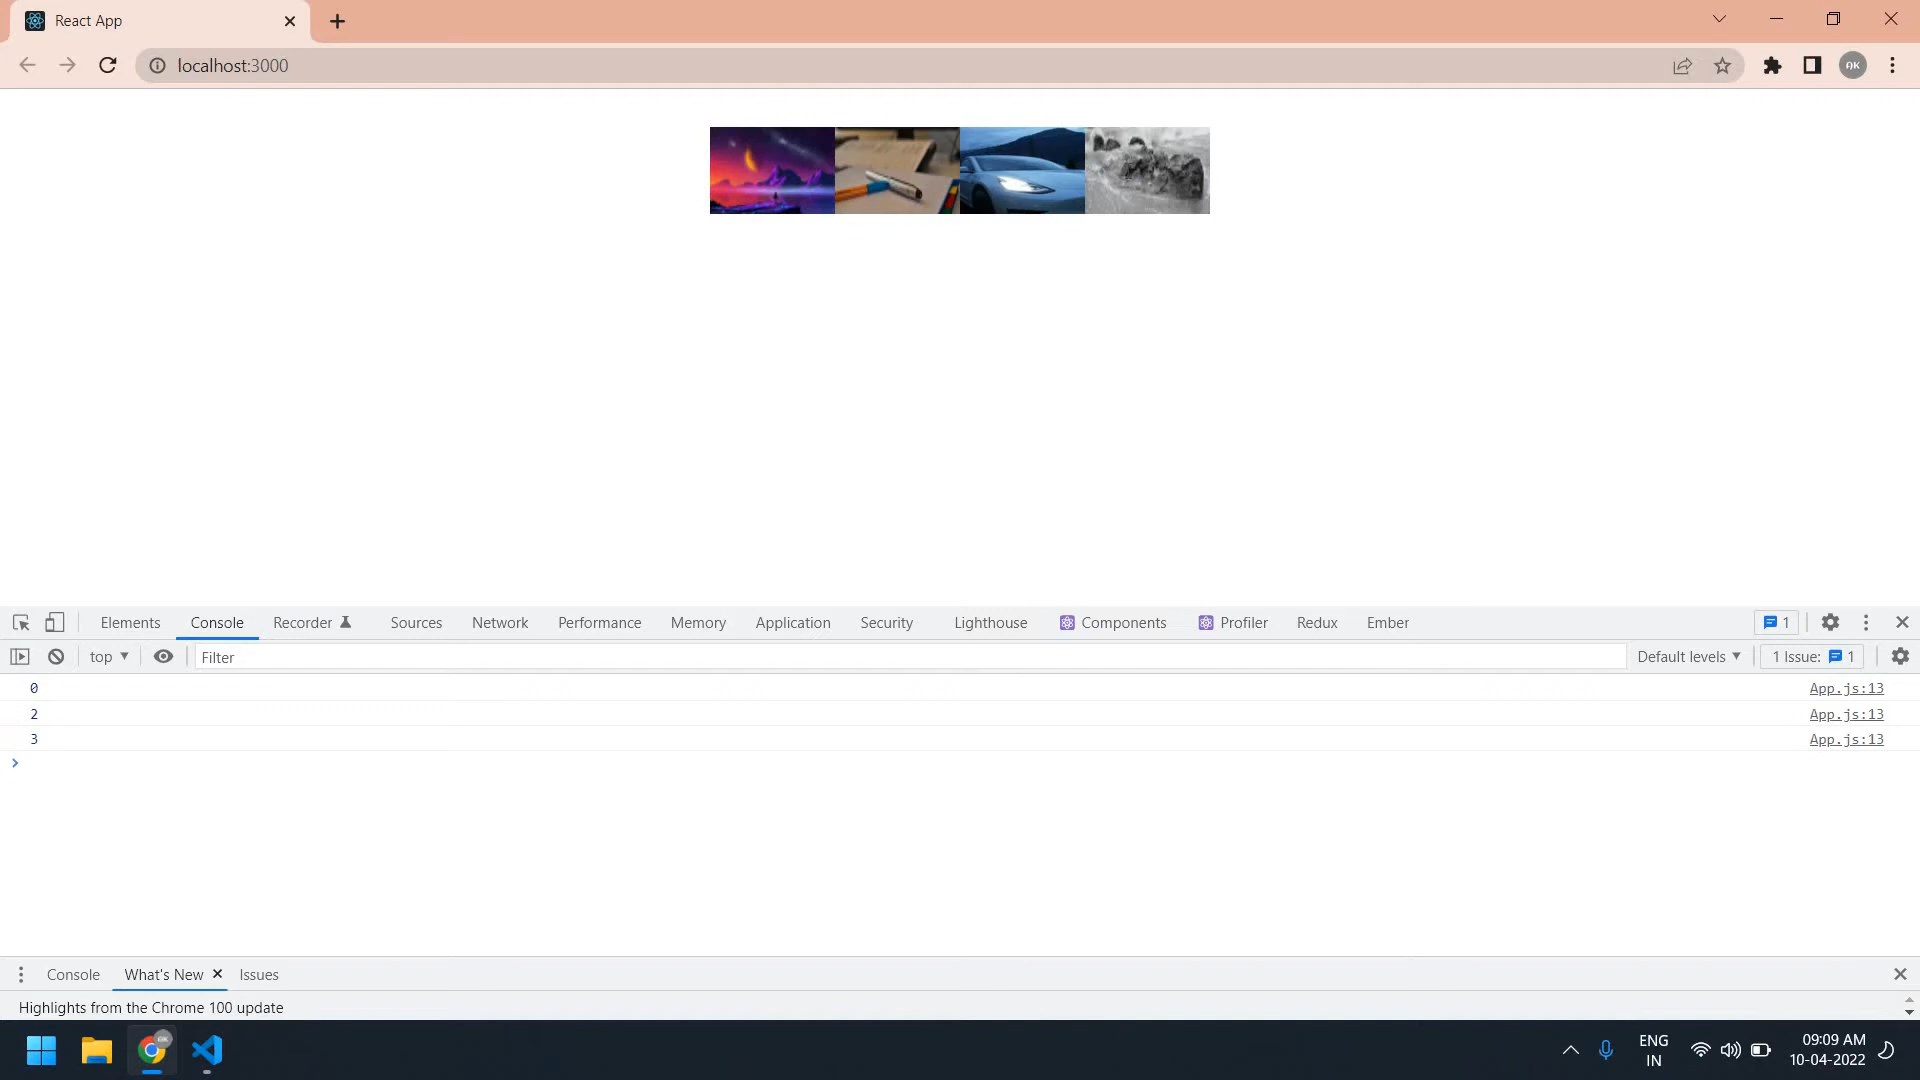 React App
localhost:3000
AK
Elements Console Recorder Sources Network Performance Memory Application Security Lighthouse Components Profiler Redux Ember 1
top Filter Default levels 1 Issue: 1
0 App.js:13
2 App.js:13
3 App.js:13
Console What's New Issues
Highlights from the Chrome 100 update
ENG 09:09 AM
IN 10-04-2022